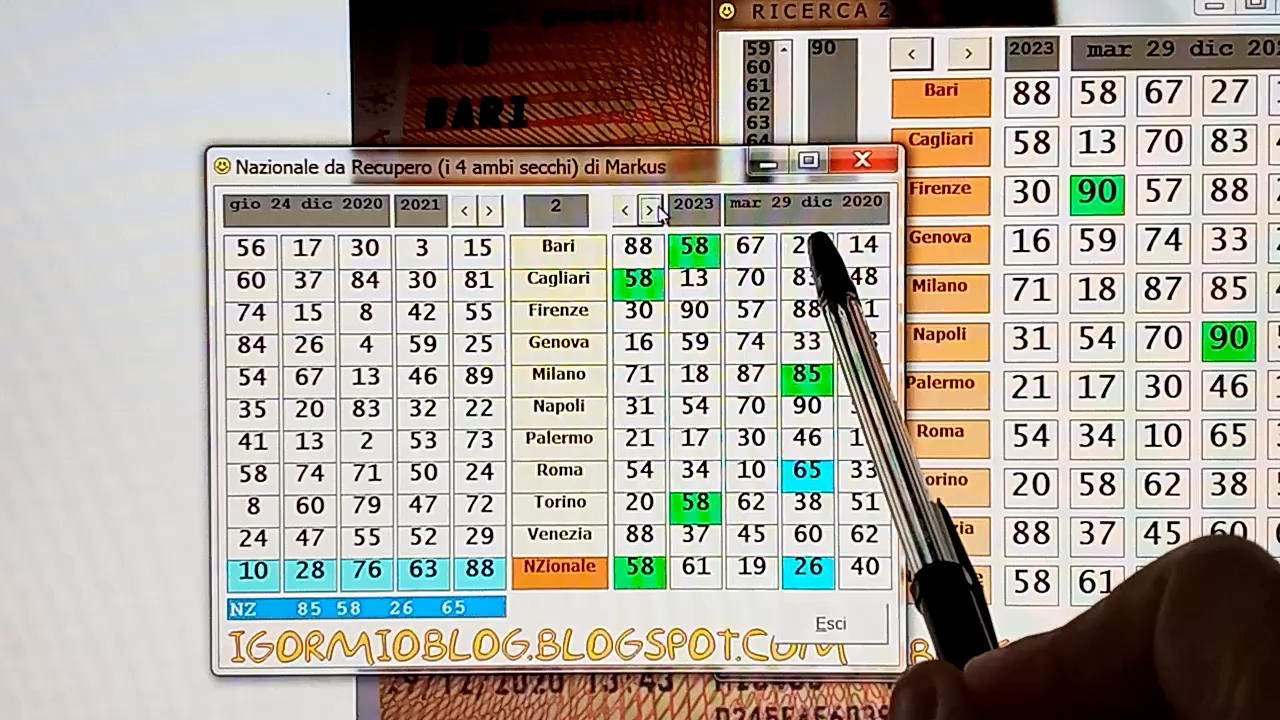 BARI
RICERCA 2
59 90 < > 2023 mar 29 dic
60
61
62
63
Bari 88 58 67 27
Cagliari 58 13 70 83
Firenze 30 90 57 88
Genova 16 59 74 33
Milano 71 18 87 85
Napoli 31 54 70 90
Palermo 21 17 30 46
Roma 54 34 10 65
20 58 62 38
88 37 45 60
58 61
Nazionale da Recupero (i 4 ambi secchi) di Markus
gio 24 dic 2020 2021 < > 2 < > 2023 mar 29 dic 2020
56 17 30 3 15 Bari 88 58 67 14
60 37 84 30 81 Cagliari 58 13 70 83 48
74 15 8 42 55 Firenze 30 90 57 88
84 26 4 59 25 Genova 16 59 74 33
54 67 13 46 89 Milano 71 18 87 85
35 20 83 32 22 Napoli 31 54 70 90
41 13 2 53 73 Palermo 21 17 30 46
58 74 71 50 24 Roma 54 34 10 65 33
8 60 79 47 72 Torino 20 58 62 38 51
24 47 55 52 29 Venezia 88 37 45 60 62
10 28 76 63 88 NZionale 58 61 19 26 40
NZ 85 58 26 65
Esci
IGORMIOBLOG.BLOGSPOT.COM
29/12/2020 13:43